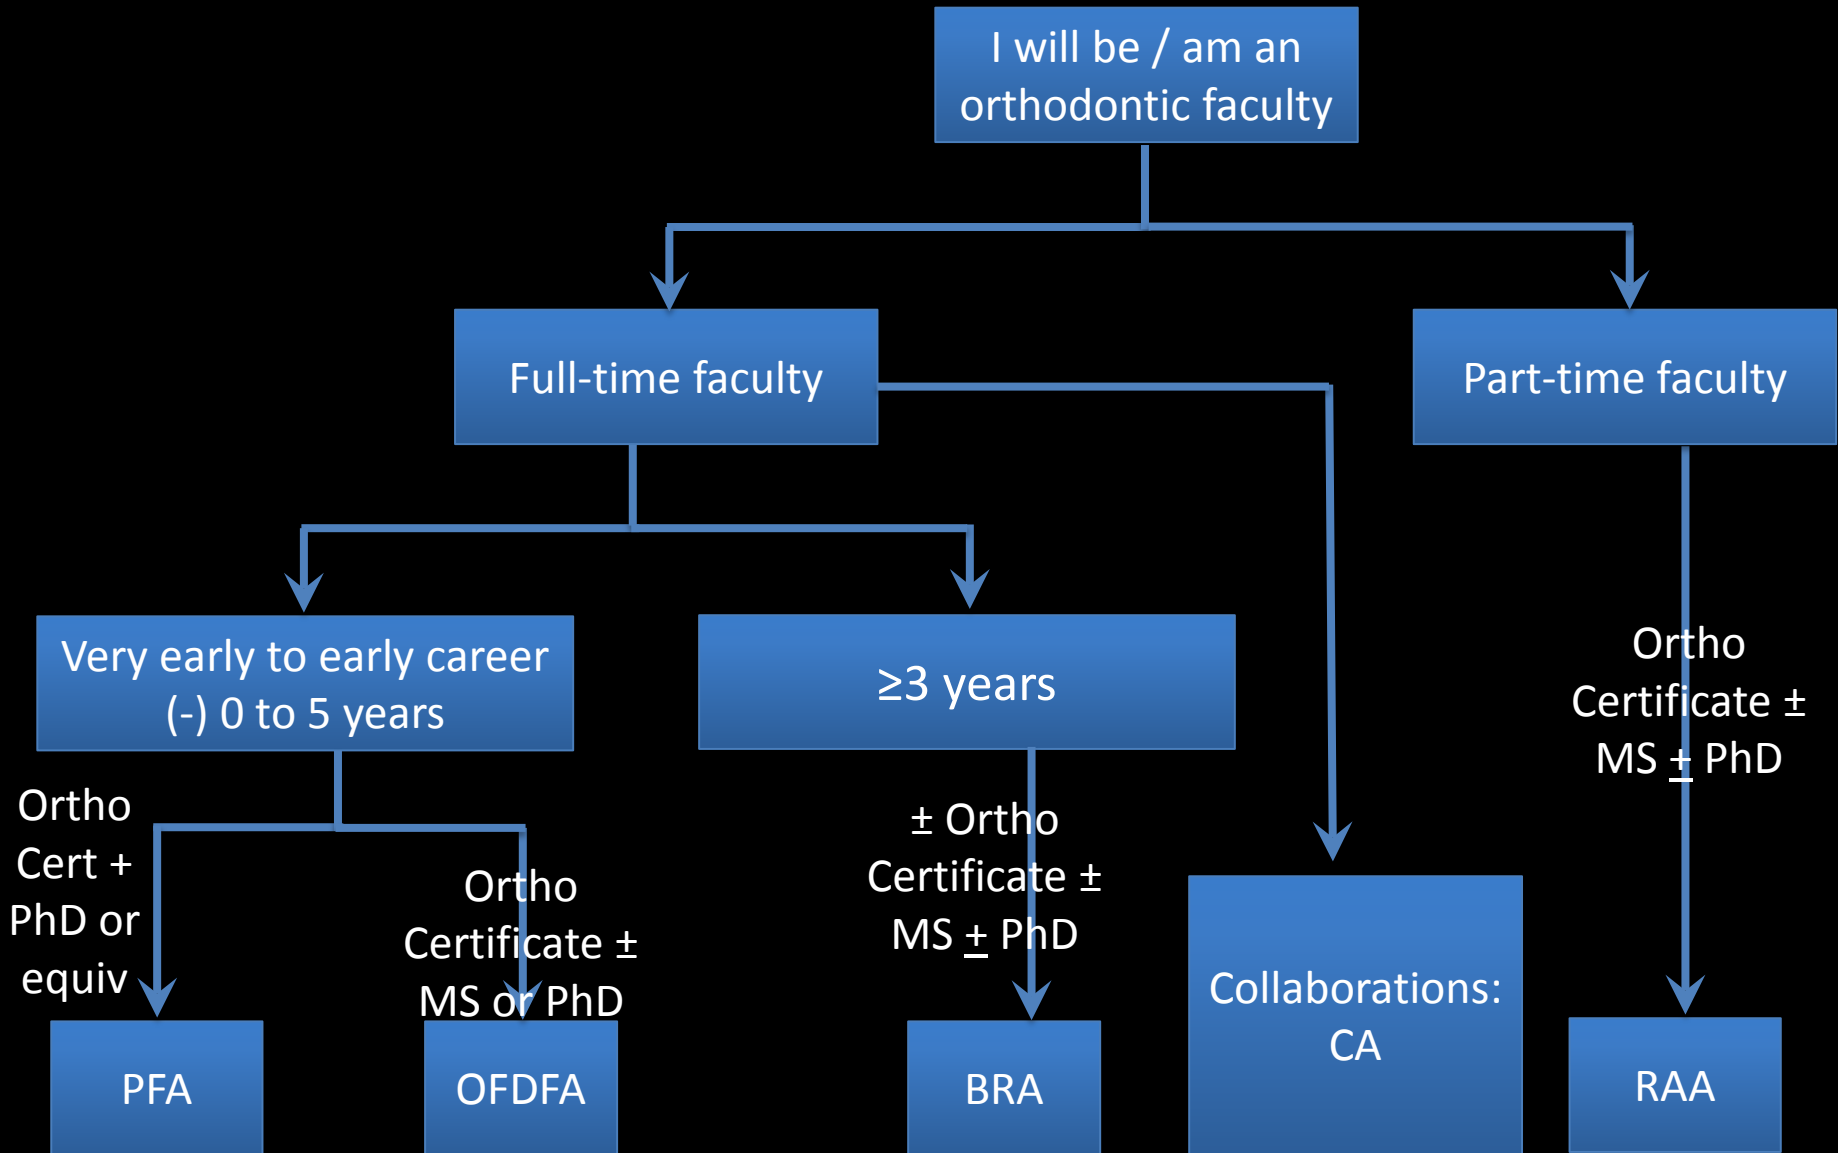 I will be / am an
orthodontic faculty
Full-time faculty
Part-time faculty
Very early to early career
(-) 0 to 5 years
≥3 years
Ortho
Certificate ±
MS ± PhD
Ortho
Cert +
PhD or
equiv
Ortho
Certificate ±
MS or PhD
± Ortho
Certificate ±
MS ± PhD
Collaborations:
CA
PFA
OFDFA
BRA
RAA